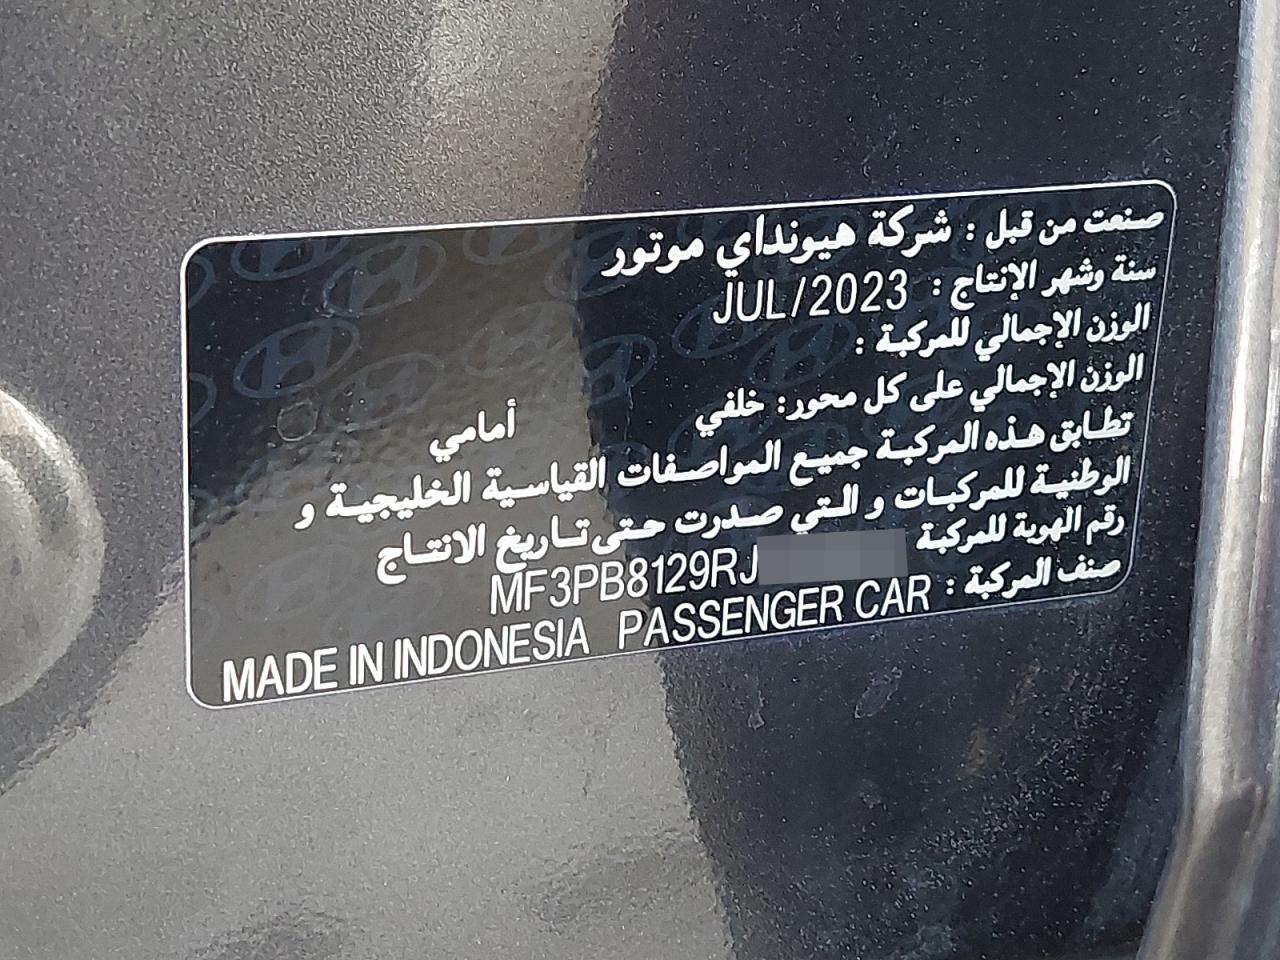 صنعت من قبل : شركة هيونداي موتور
سنة وشهر الإنتاج : JUL/2023
الوزن الإجمالي للمركبة :
الوزن الإجمالي على كل محور: خلفي أمامي
تطابق هذه المركبة جميع المواصفات القياسية الخليجية و
الوطنية للمركبات و التي صدرت حتى تاريخ الانتاج
رقم الهوية للمركبة MF3PB8129RJ
صنف المركبة : PASSENGER CAR MADE IN INDONESIA